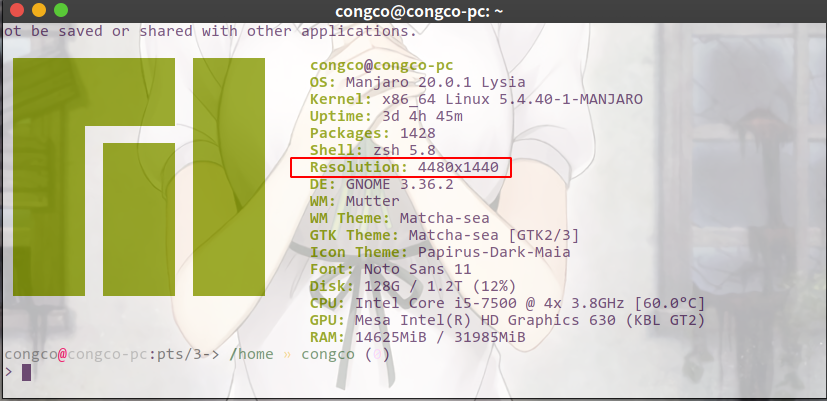 congco@congco-pc: ~
ot be saved or shared with other applications.
congco@congco-pc
OS: Manjaro 20.0.1 Lysia
Kernel: x86_64 Linux 5.4.40-1-MANJARO
Uptime: 3d 4h 45m
Packages: 1428
Shell: zsh 5.8
Resolution: 4480x1440
DE: GNOME 3.36.2
WM: Mutter
WM Theme: Matcha-sea
GTK Theme: Matcha-sea [GTK2/3]
Icon Theme: Papirus-Dark-Maia
Font: Noto Sans 11
Disk: 128G / 1.2T (12%)
CPU: Intel Core i5-7500 @ 4x 3.8GHz [60.0°C]
GPU: Mesa Intel(R) HD Graphics 630 (KBL GT2)
RAM: 14625MiB / 31985MiB
congco@congco-pc:pts/3-> /home » congco (0)
>